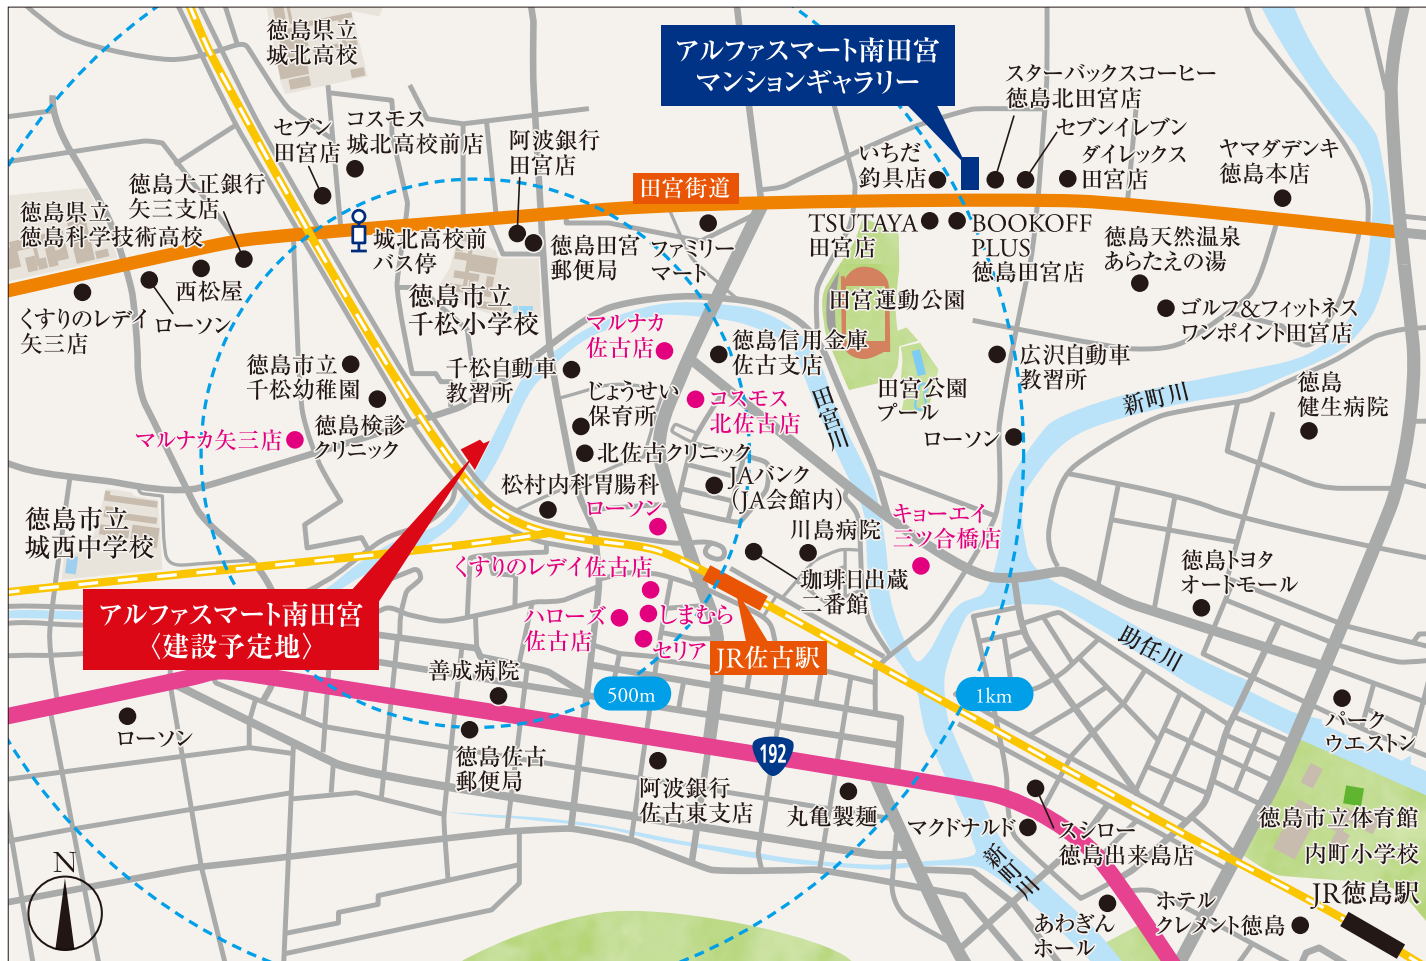 徳島県立
城北高校
アルファスマート南田宮
マンションギャラリー
スターバックスコーヒー
徳島北田宮店
セブンイレブン
ダイレックス
田宮店
ヤマダデンキ
徳島本店
いちだ
釣具店
コスモス
城北高校前店
セブン
田宮店
阿波銀行
田宮店
徳島大正銀行
矢三支店
徳島県立
徳島科学技術高校
田宮街道
城北高校前
バス停
徳島田宮
郵便局
ファミリー
マート
TSUTAYA
田宮店
BOOKOFF
PLUS
徳島田宮店
徳島天然温泉
あらたえの湯
ゴルフ&フィットネス
ワンポイント田宮店
西松屋
ローソン
くすりのレデイ
矢三店
徳島市立
千松小学校
田宮運動公園
マルナカ
佐古店
徳島信用金庫
佐古支店
徳島市立
千松幼稚園
千松自動車
教習所
じょうせい
保育所
コスモス
北佐古店
田宮川
田宮公園
プール
広沢自動車
教習所
新町川
徳島
健生病院
ローソン
マルナカ矢三店
徳島検診
クリニック
北佐古クリニック
松村内科胃腸科
JAバンク
（JA会館内）
ローソン
川島病院
キョーエイ
三ツ合橋店
徳島市立
城西中学校
くすりのレデイ佐古店
珈琲日出蔵
二番館
徳島トヨタ
オートモール
アルファスマート南田宮
〈建設予定地〉
ハローズ
佐古店
しまむら
セリア
JR佐古駅
助任川
善成病院
500m
1km
ローソン
徳島佐古
郵便局
192
阿波銀行
佐古東支店
丸亀製麺
パーク
ウエストン
マクドナルド
スシロー
徳島出来島店
徳島市立体育館
内町小学校
新町川
JR徳島駅
あわぎん
ホール
ホテル
クレメント徳島
N